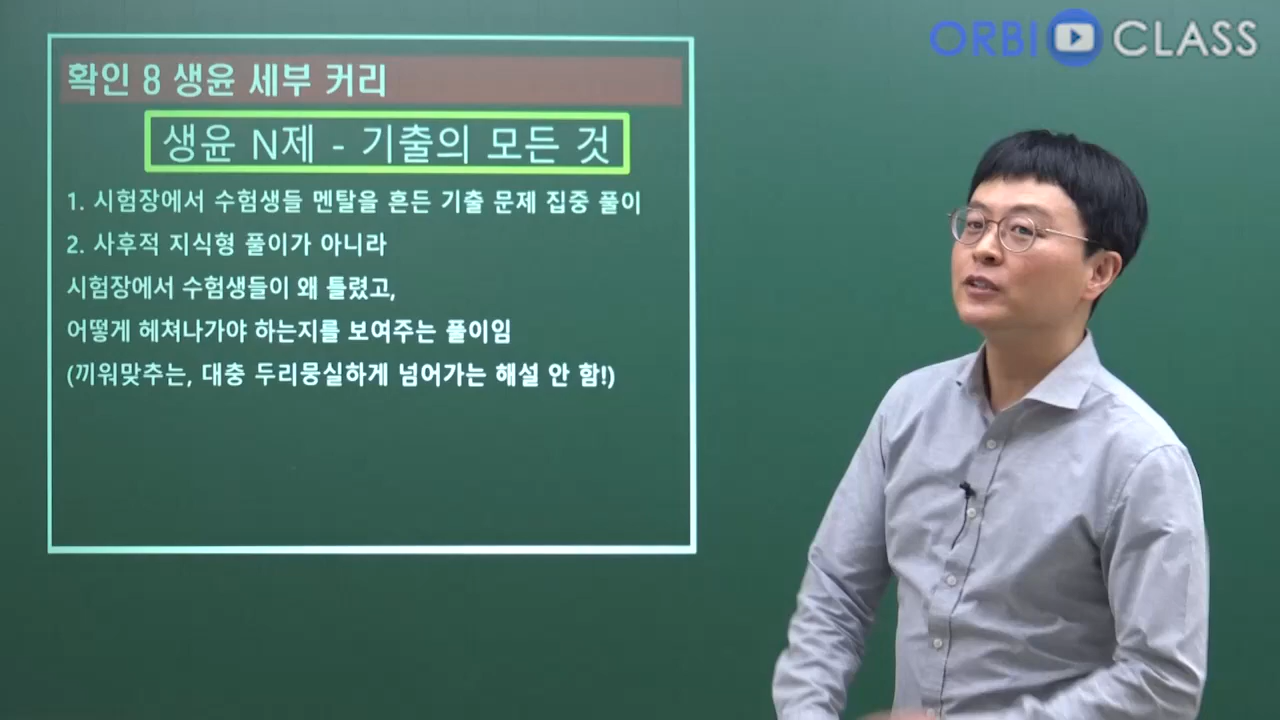 ORBI CLASS
확인 8 생윤 세부 커리
생윤 N제 - 기출의 모든 것
1. 시험장에서 수험생들 멘탈을 흔든 기출 문제 집중 풀이
2. 사후적 지식형 풀이가 아니라
시험장에서 수험생들이 왜 틀렸고,
어떻게 헤쳐나가야 하는지를 보여주는 풀이임
(끼워맞추는, 대충 두리뭉실하게 넘어가는 해설 안 함!)